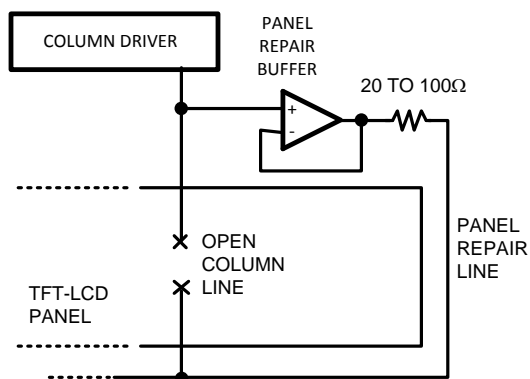 COLUMN DRIVER
PANEL
REPAIR
BUFFER
20 TO 100Ω
+
-
OPEN
COLUMN
LINE
PANEL
REPAIR
LINE
TFT-LCD
PANEL